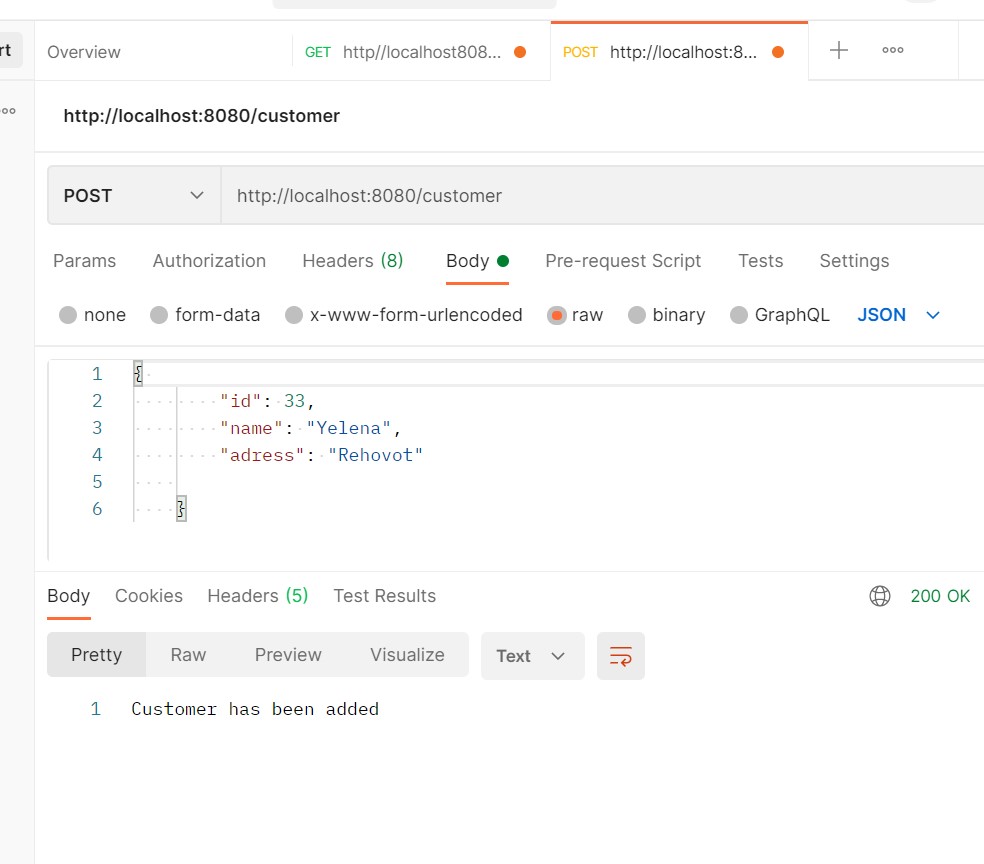 rt
Overview
GET http//localhost808...
POST http://localhost:8...
http://localhost:8080/customer
POST
http://localhost:8080/customer
Params Authorization Headers (8) Body Pre-request Script Tests Settings
none form-data x-www-form-urlencoded raw binary GraphQL JSON
1 {
2 "id": 33,
3 "name": "Yelena",
4 "adress": "Rehovot"
5
6 }
Body Cookies Headers (5) Test Results 200 OK
Pretty Raw Preview Visualize Text
1 Customer has been added